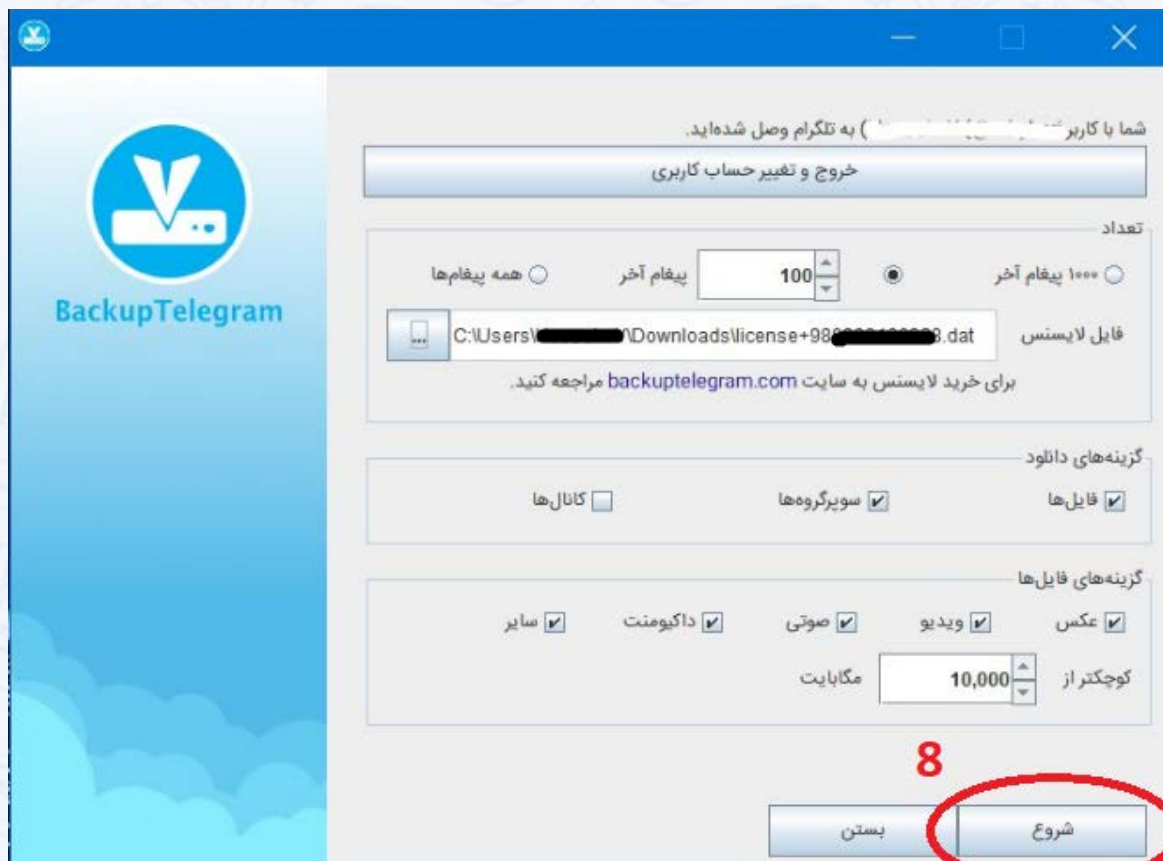 شما با کاربر ) به تلگرام وصل شده‌اید.
خروج و تغییر حساب کاربری
BackupTelegram
تعداد
۱۰۰۰ پیغام آخر 100 پیغام آخر همه پیغام‌ها
فایل لایسنس C:\Users\ \Downloads\license+98 3.dat ...
برای خرید لایسنس به سایت backuptelegram.com مراجعه کنید.
گزینه‌های دانلود
فایل‌ها سوپرگروه‌ها کانال‌ها
گزینه‌های فایل‌ها
عکس ویدیو صوتی داکیومنت سایر
کوچکتر از 10,000 مگابایت
8
شروع بستن